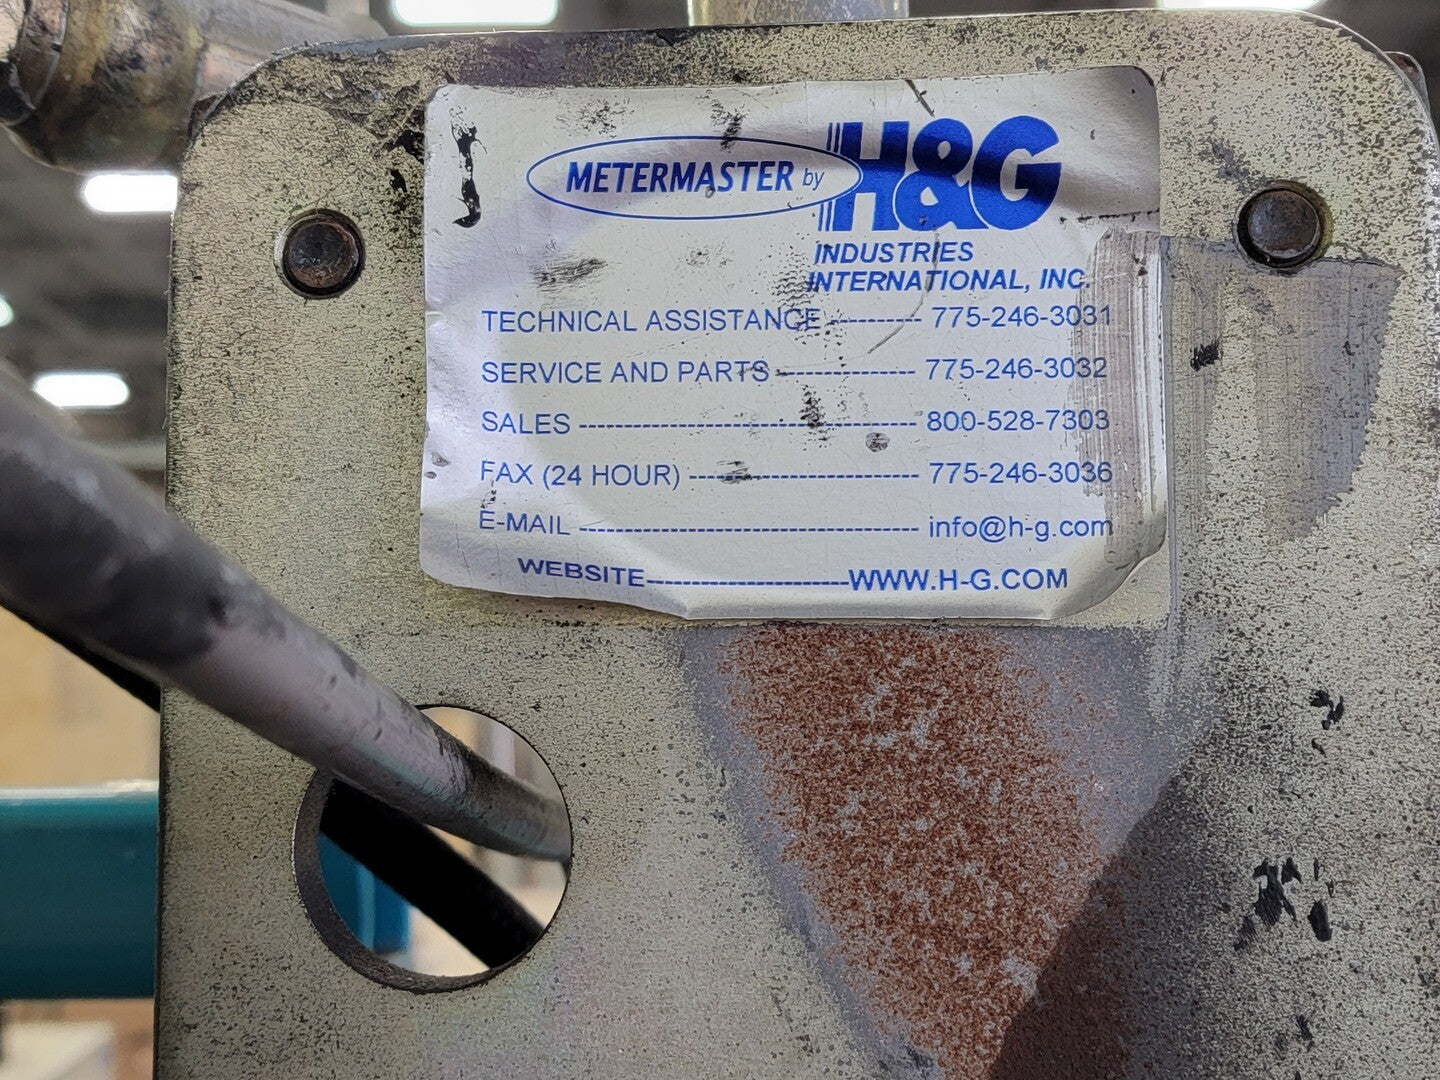 METERMASTER by H&G
INDUSTRIES
INTERNATIONAL, INC.
TECHNICAL ASSISTANCE ---------- 775-246-3031
SERVICE AND PARTS --------------- 775-246-3032
SALES ------------------------------------- 800-528-7303
FAX (24 HOUR) ------------------------- 775-246-3036
E-MAIL ------------------------------------- info@h-g.com
WEBSITE----------------------WWW.H-G.COM